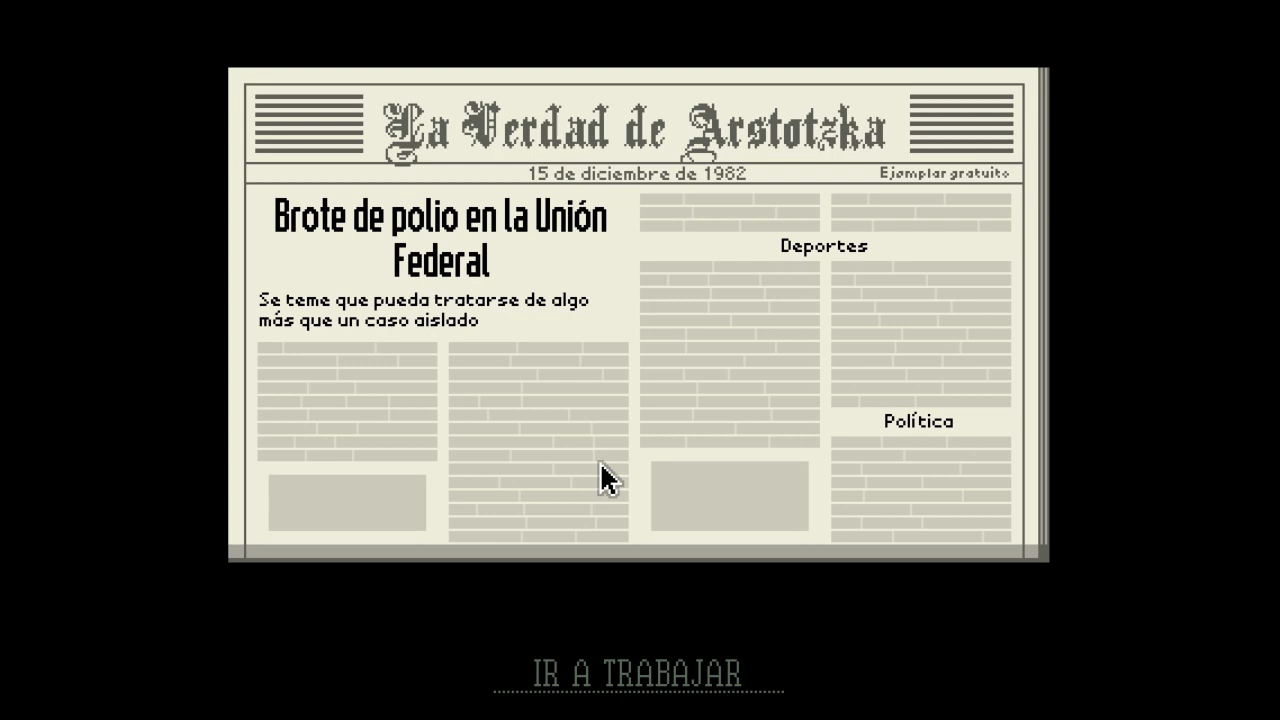 La Verdad de Arstotzka
15 de diciembre de 1982
Ejemplar gratuito
Brote de polio en la Unión
Federal
Se teme que pueda tratarse de algo
más que un caso aislado
Deportes
Política
IR A TRABAJAR